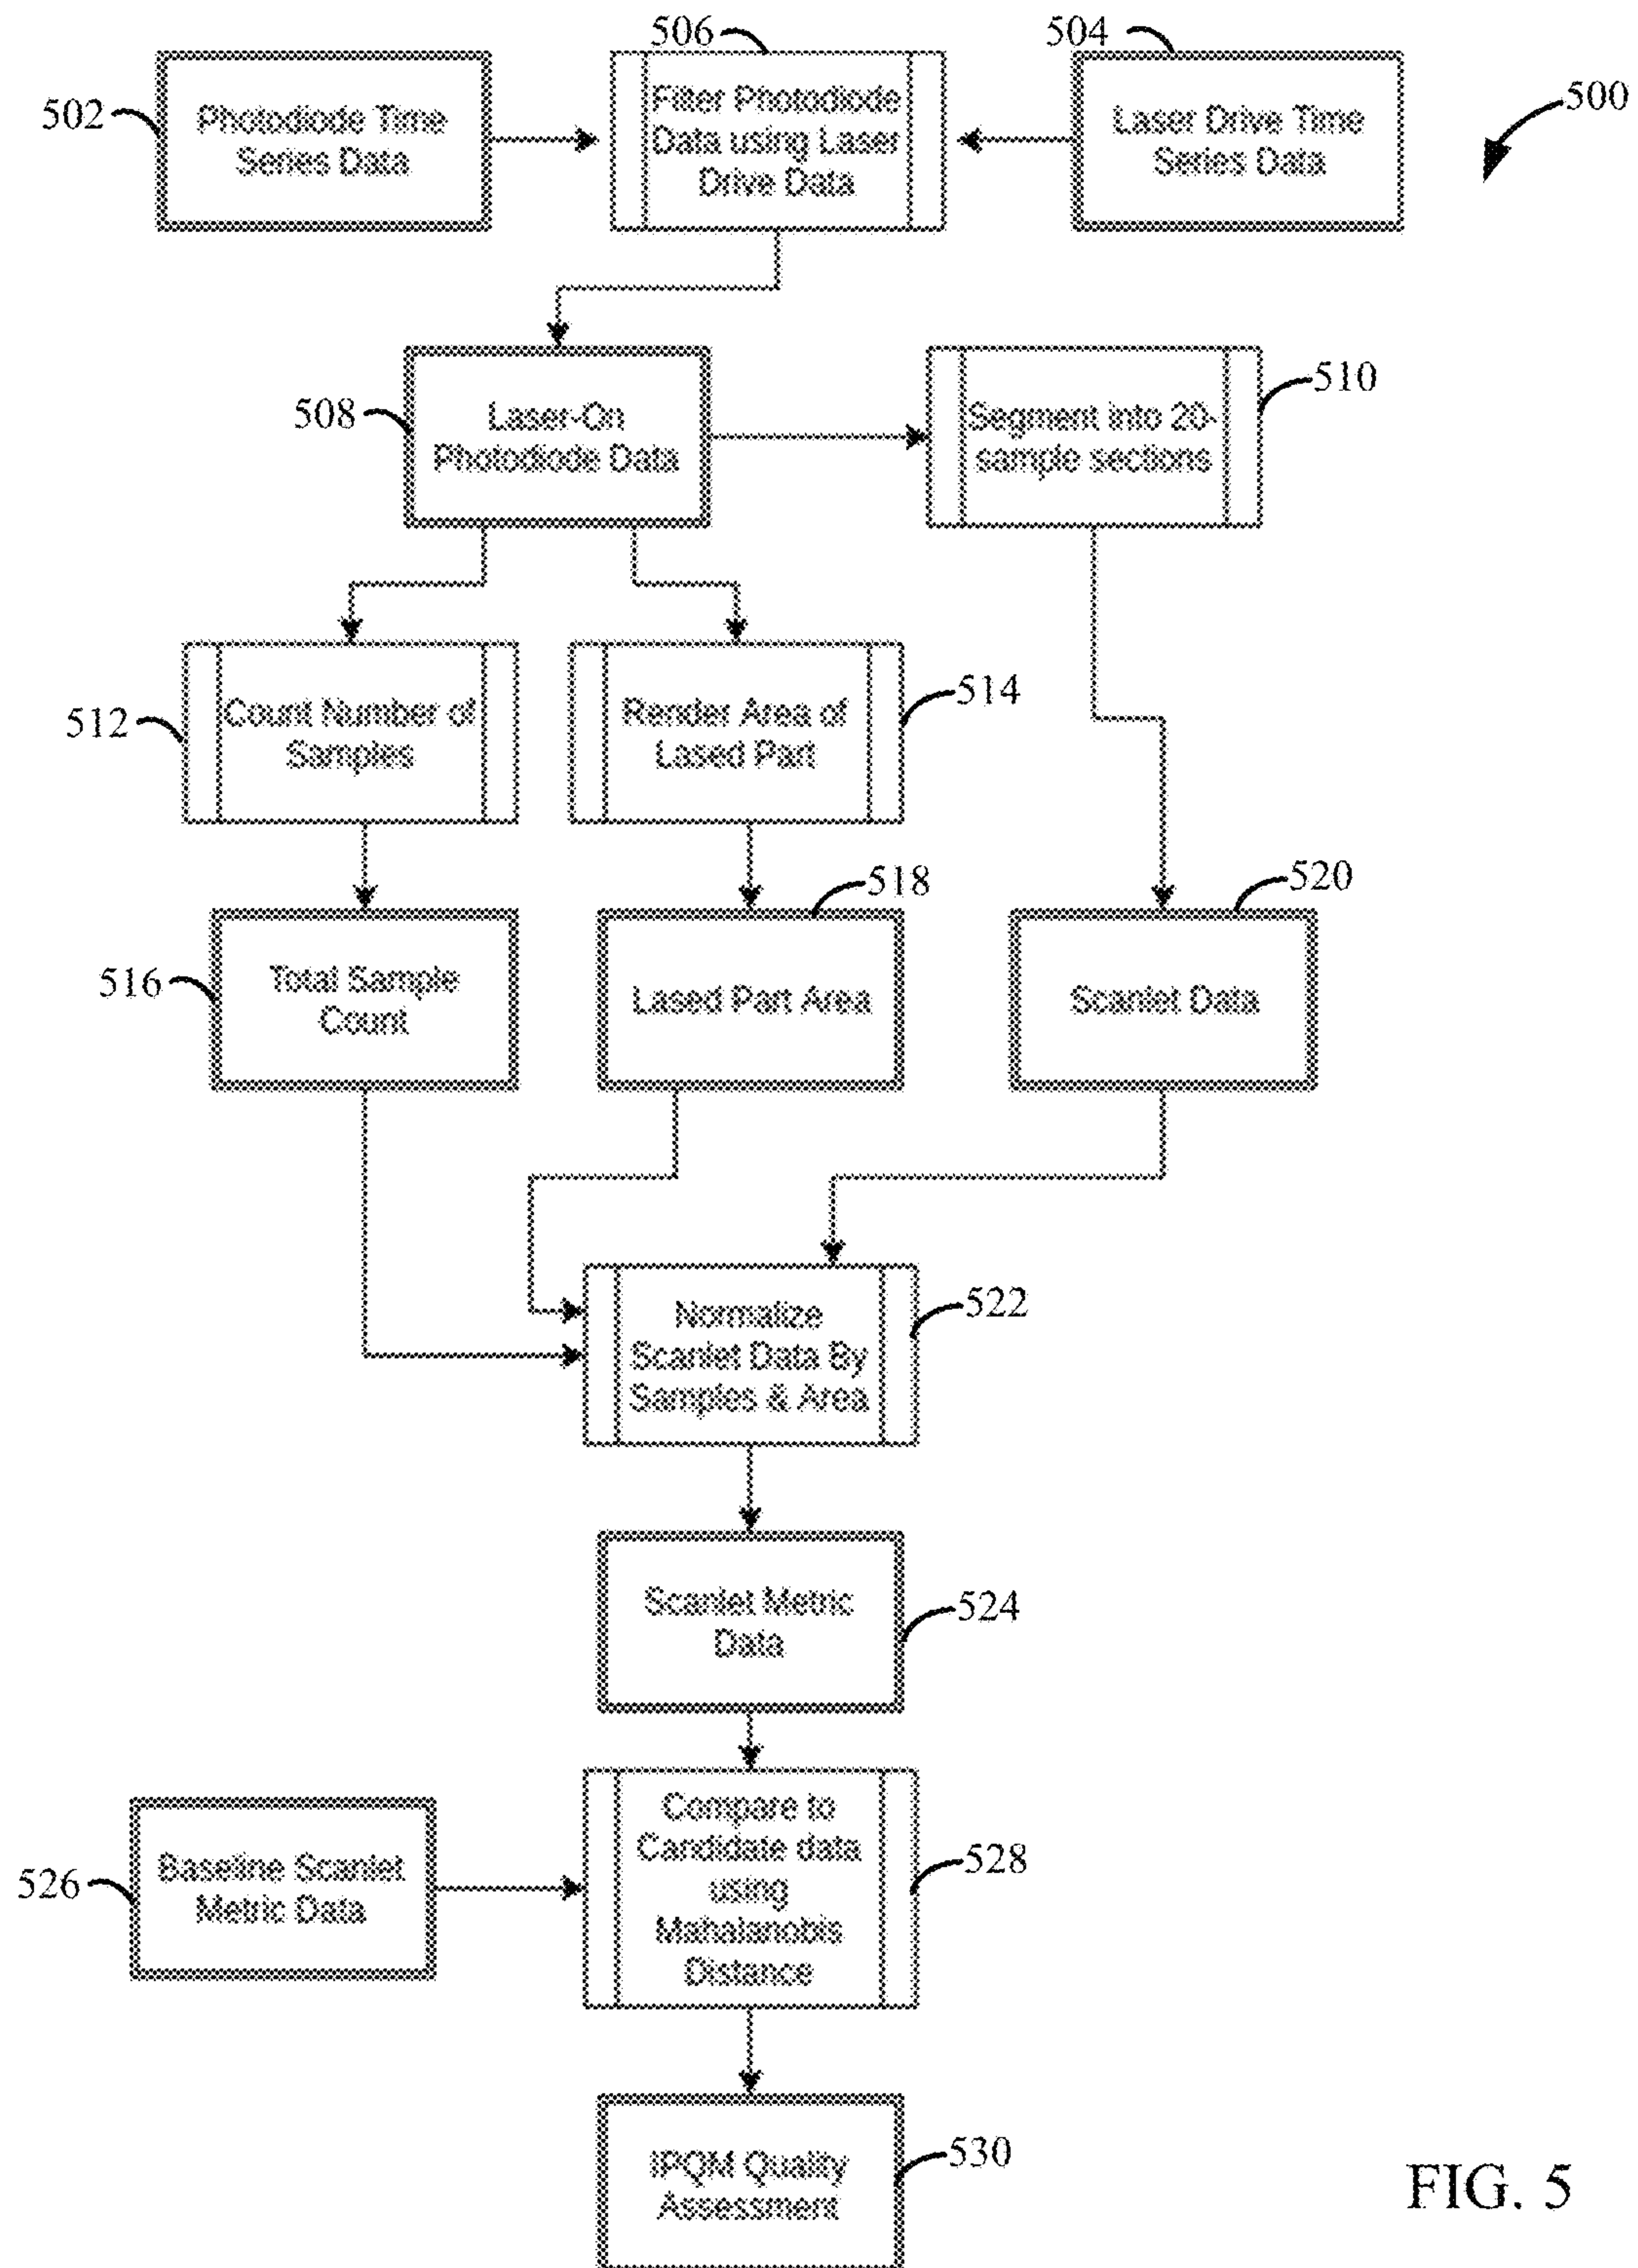 506
504
500
502
Photodiode Time
Series Data
Filter Photodiode
Data using Laser
Drive Data
Laser Drive Time
Series Data
508
Laser-On
Photodiode Data
510
Segment into 20-
sample sections
512
Count Number of
Samples
514
Render Area of
Lased Part
516
Total Sample
Count
518
Lased Part Area
520
Scanlet Data
522
Normalize
Scanlet Data By
Samples & Area
524
Scanlet Metric
Data
526
Baseline Scanlet
Metric Data
528
Compare to
Candidate data
using
Mahalanobis
Distance
530
IPQM Quality
Assessment
FIG. 5